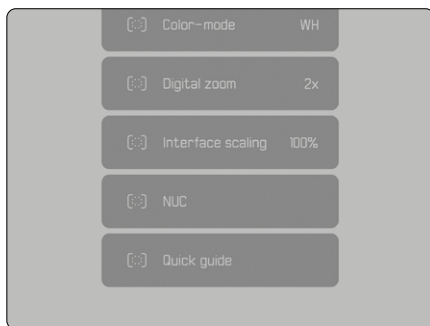 Color-mode WH
Digital zoom 2x
Interface scaling 100%
NUC
Quick guide